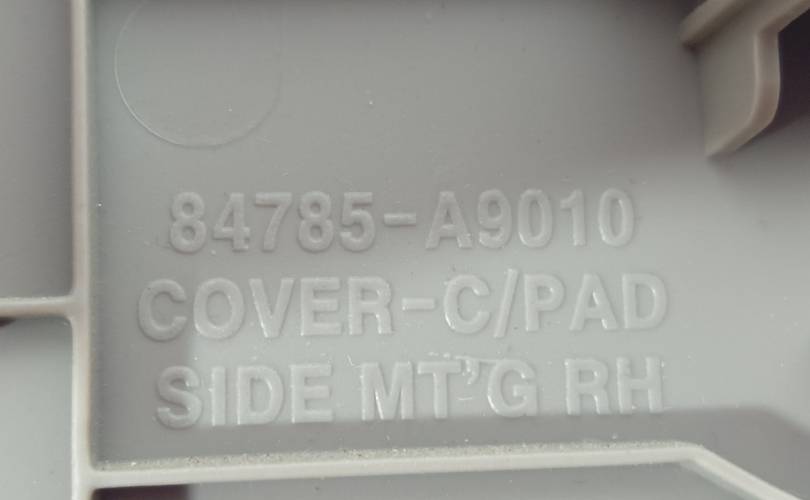 84785-A9010
COVER-C/PAD
SIDE MT'G RH